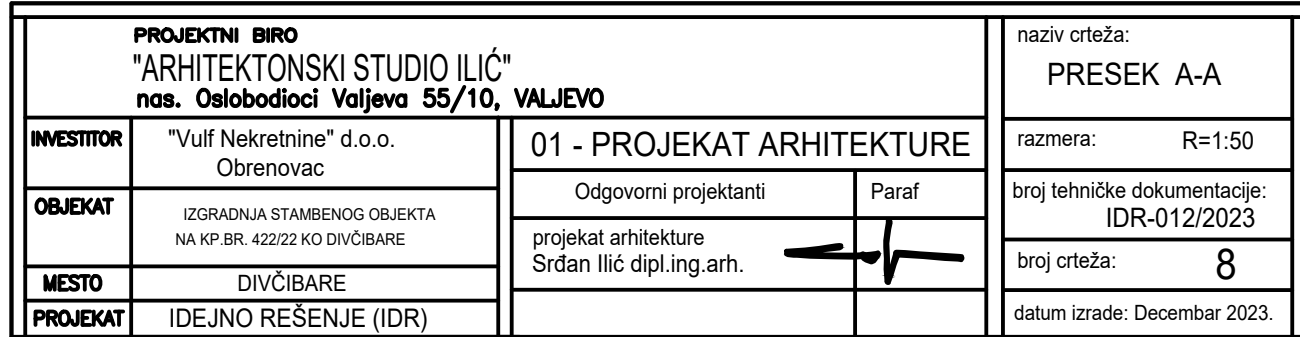 PROJEKTNI BIRO
"ARHITEKTONSKI STUDIO ILIĆ"
nas. Oslobodioci Valjeva 55/10, VALJEVO
INVESTITOR
"Vulf Nekretnine" d.o.o.
Obrenovac
OBJEKAT
IZGRADNJA STAMBENOG OBJEKTA
NA KP.BR. 422/22 KO DIVČIBARE
MESTO
DIVČIBARE
PROJEKAT
IDEJNO REŠENJE (IDR)
01 - PROJEKAT ARHITEKTURE
Odgovorni projektanti
Paraf
projekat arhitekture
Srđan Ilić dipl.ing.arh.
naziv crteža:
PRESEK A-A
razmera: R=1:50
broj tehničke dokumentacije:
IDR-012/2023
broj crteža: 8
datum izrade: Decembar 2023.